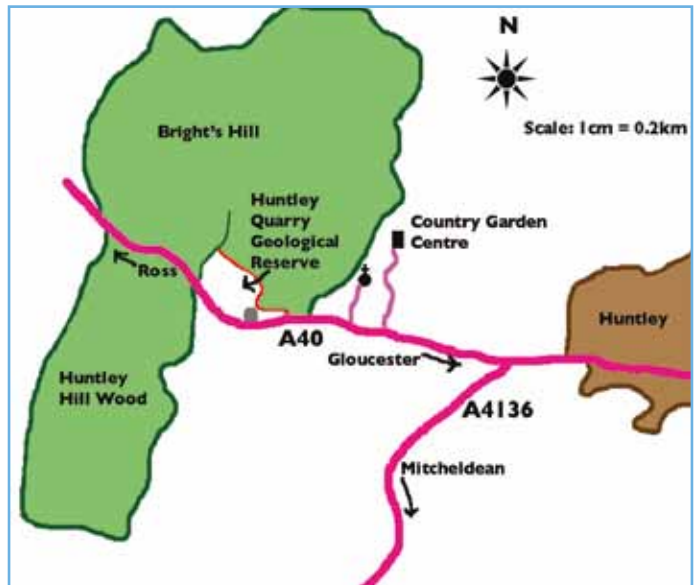 N
Scale: 1cm = 0.2km
Bright's Hill
Huntley
Quarry
Geological
Reserve
Country Garden
Centre
Ross
Huntley
A40
Gloucester
Huntley
Hill Wood
A4136
Mitcheldean